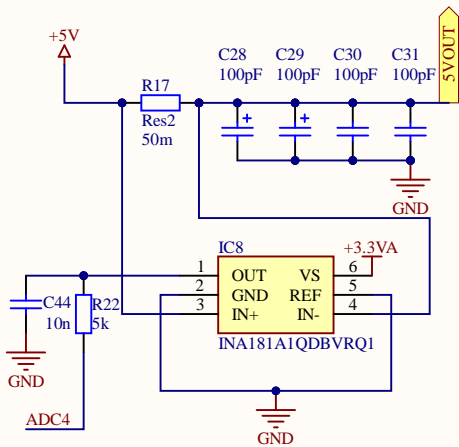 +5V
C28
C29
C30
C31
100pF
100pF
100pF
100pF
5VOUT
R17
Res2
50m
GND
IC8
+3.3VA
1
OUT
VS
6
2
GND
REF
5
3
IN+
IN-
4
INA181A1QDBVRQ1
C44
10n
R22
5k
GND
ADC4
GND